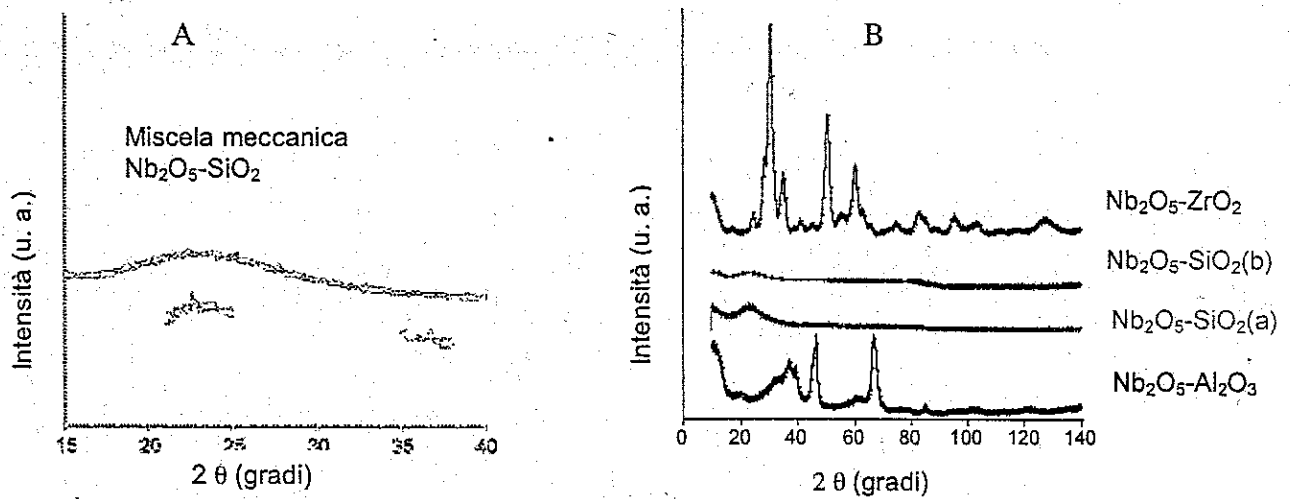 A
Miscela meccanica
Nb₂O₅-SiO₂
Intensità (u. a.)
15 20 25 30 35 40
2 θ (gradi)
B
Intensità (u. a.)
Nb₂O₅-ZrO₂
Nb₂O₅-SiO₂(b)
Nb₂O₅-SiO₂(a)
Nb₂O₅-Al₂O₃
0 20 40 60 80 100 120 140
2 θ (gradi)